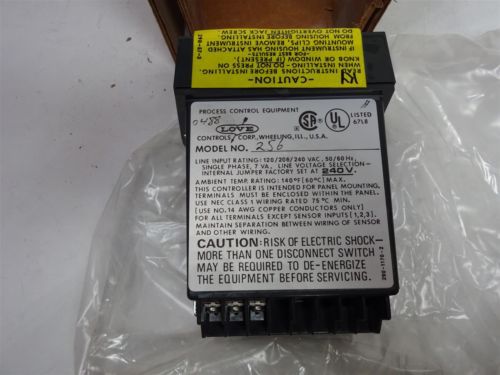 -CAUTION-
READ INSTRUCTIONS BEFORE INSTALLING.
WHEN INSTALLING-DO NOT PRESS ON
KNOB OR WINDOW (IF PRESENT).
-FOR BEST RESULTS-
IF INSTRUMENT HOUSING HAS ATTACHED
MOUNTING CLIPS, REMOVE INSTRUMENT
FROM HOUSING BEFORE INSTALLING.
DO NOT OVERTIGHTEN JACK SCREW.
PROCESS CONTROL EQUIPMENT
0488
LOVE
CONTROLS CORP., WHEELING, ILL., U.S.A.
SA
UL
LISTED
67L8
MODEL NO. 256
LINE INPUT RATING: 120/208/240 VAC, 50/60 Hz,
SINGLE PHASE, 7 VA, LINE VOLTAGE SELECTION-
INTERNAL JUMPER FACTORY SET AT 240V.
AMBIENT TEMP. RATING: 140°F [60°C] MAX.
THIS CONTROLLER IS INTENDED FOR PANEL MOUNTING,
TERMINALS MUST BE ENCLOSED WITHIN THE PANEL.
USE NEC CLASS 1 WIRING RATED 75°C MIN.
[USE NO. 14 AWG COPPER CONDUCTORS ONLY]
FOR ALL TERMINALS EXCEPT SENSOR INPUTS [1,2,3].
MAINTAIN SEPARATION BETWEEN WIRING OF SENSOR
AND OTHER WIRING.
CAUTION: RISK OF ELECTRIC SHOCK-
MORE THAN ONE DISCONNECT SWITCH
MAY BE REQUIRED TO DE-ENERGIZE
THE EQUIPMENT BEFORE SERVICING.